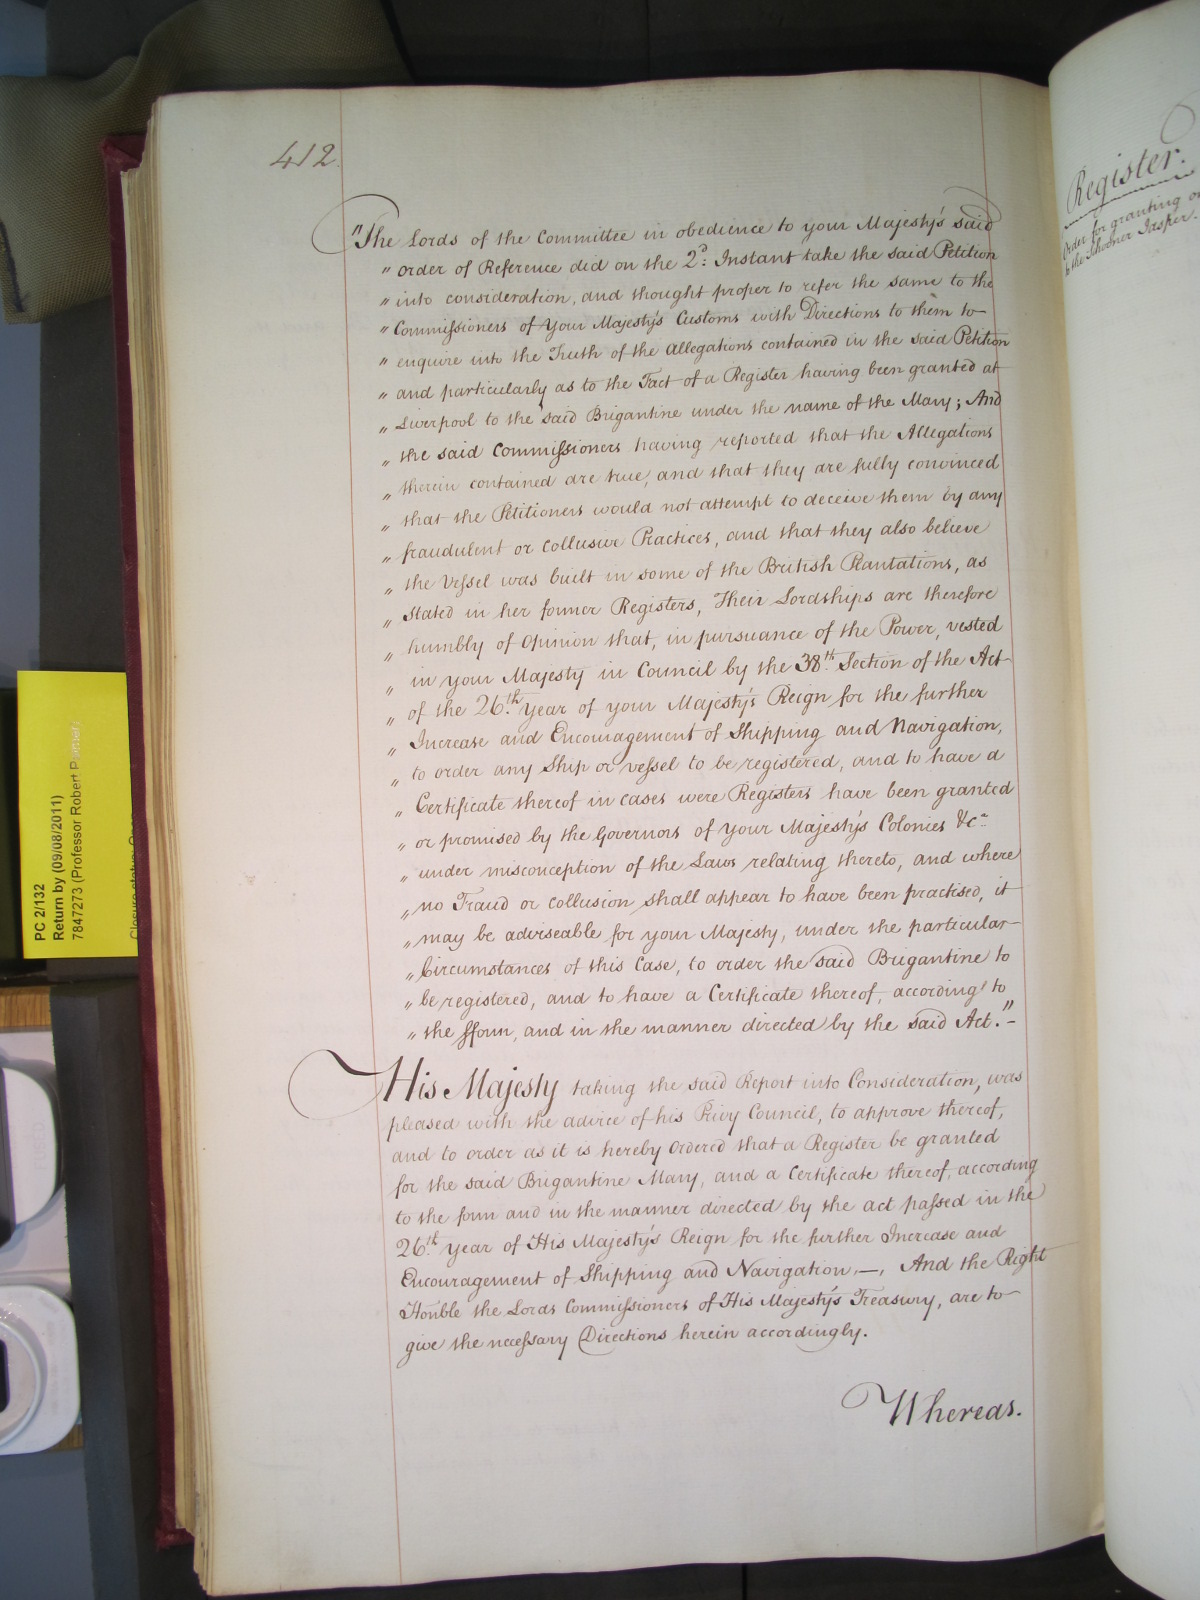 412.
"The Lords of the Committee in obedience to your Majesty's said
" order of Reference did on the 2d: Instant take the said Petition
" into consideration, and thought proper to refer the same to the
" Commissioners of your Majesty's Customs with Directions to them to
" enquire into the Truth of the Allegations contained in the said Petition
" and particularly as to the Fact of a Register having been granted at
" Liverpool to the said Brigantine under the name of the Mary; And
" the said Commissioners having reported that the Allegations
" therein contained are true, and that they are fully convinced
" that the Petitioners would not attempt to deceive them by any
" fraudulent or collusive Practices, and that they also believe
" the Vessel was built in some of the British Plantations, as
" stated in her former Registers, Their Lordships are therefore
" humbly of Opinion that, in pursuance of the Power, vested
" in your Majesty in Council by the 38th. Section of the Act
" of the 26th. year of your Majesty's Reign for the further
" Increase and Encouragement of Shipping and Navigation,
" to order any Ship or vessel to be registered, and to have a
" Certificate thereof in cases were Registers have been granted
" or promised by the Governors of your Majesty's Colonies &ca
" under misconception of the Laws relating thereto, and where
" no Fraud or collusion shall appear to have been practised, it
" may be adviseable for your Majesty, under the particular
" Circumstances of this Case, to order the said Brigantine to
" be registered, and to have a Certificate thereof, according to
" the fform, and in the manner directed by the said Act."-
His Majesty taking the said Report into Consideration, was
pleased with the advice of his Privy Council, to approve thereof,
and to order as it is hereby Ordered that a Register be granted
for the said Brigantine Mary, and a Certificate thereof, according
to the form and in the manner directed by the act passed in the
26th. year of His Majesty's Reign for the further Increase and
Encouragement of Shipping and Navigation,—, And the Right
Honble the Lords Commissioners of His Majesty's Treasury, are to
give the necessary Directions herein accordingly.
Whereas.
Register.
Order for granting
to the Schooner Jasper.
PC 2/132
Return by (09/08/2011)
7847273 (Professor Robert
Closure status: